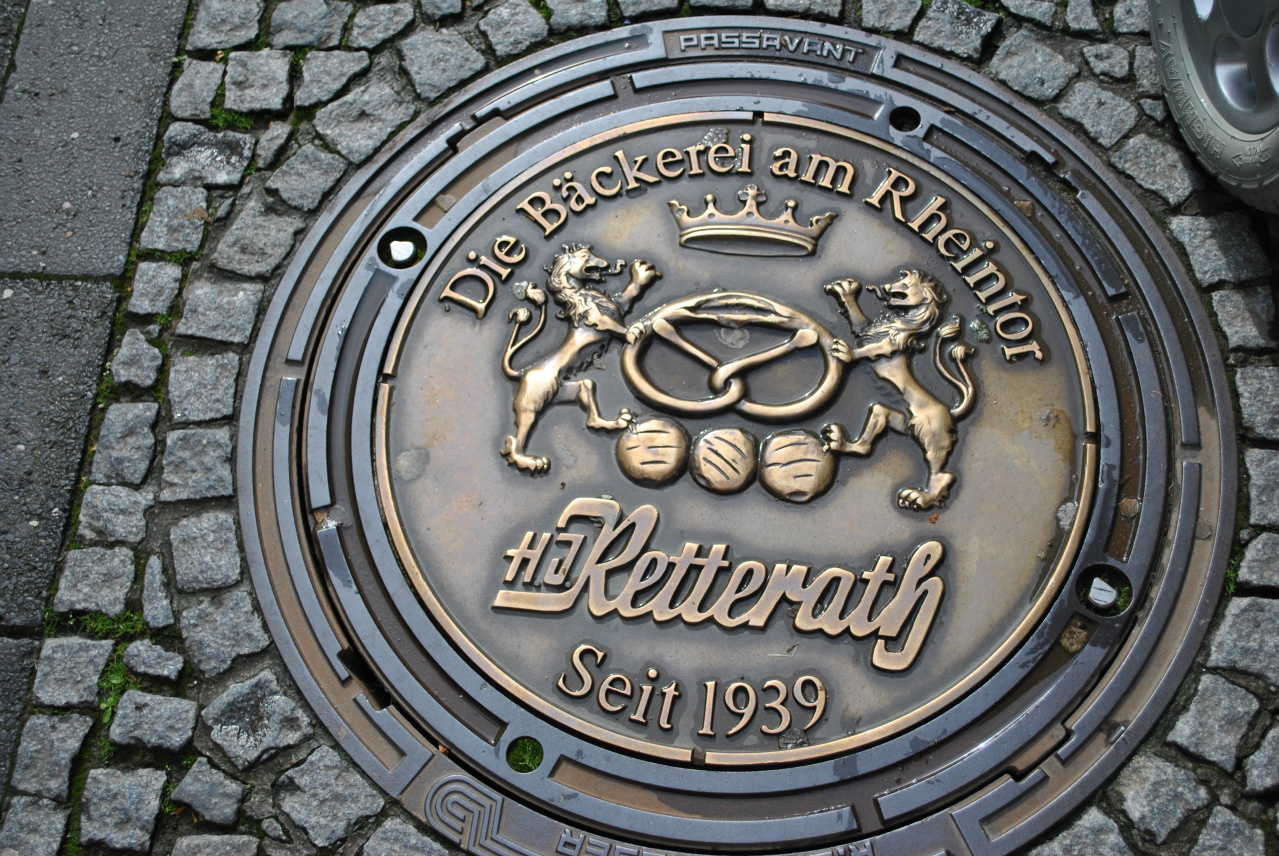 PASSAVANT
Die Bäckerei am Rheintor
HJ Retterath
Seit 1939